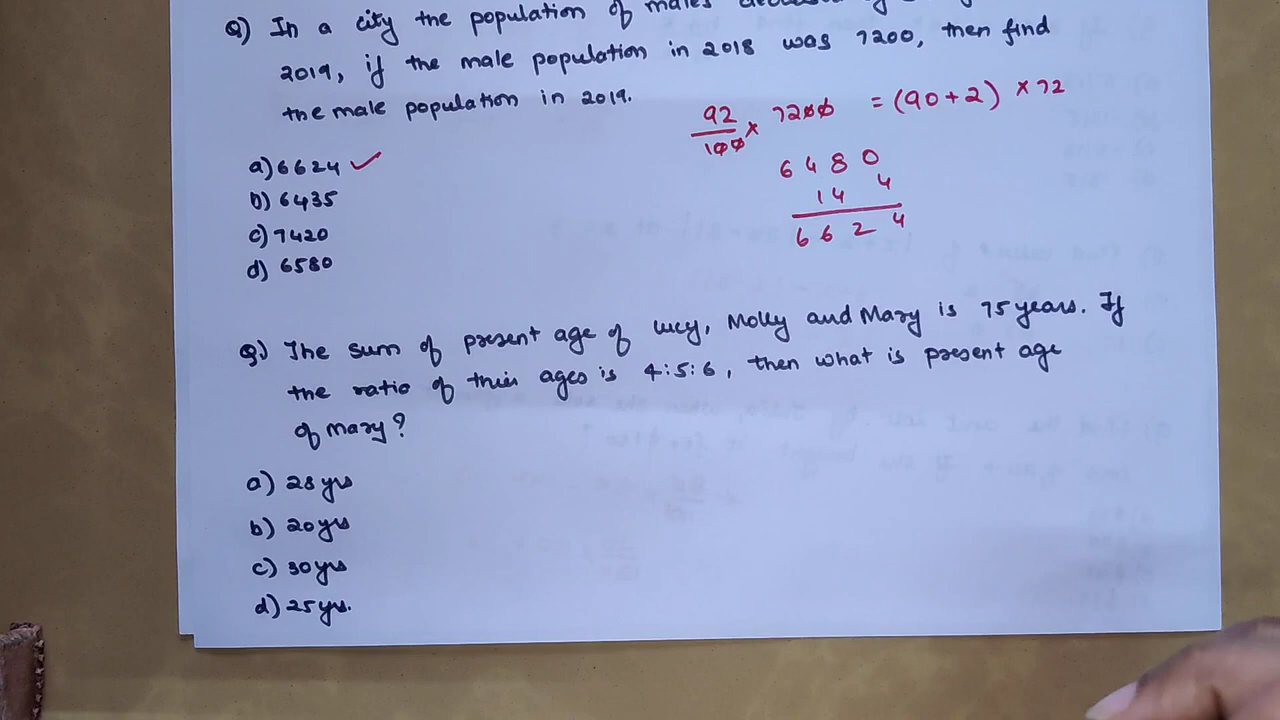 Q) In a city the population of males
2019, if the male population in 2018 was 7200, then find
the male population in 2019.
92/100 × 7200 = (90+2) × 72
a) 6624 ✓
b) 6435
c) 7420
d) 6580
6480
14 4
6624
Q) The sum of present age of Lucy, Molly and Mary is 75 years. If
the ratio of thier ages is 4:5:6, then what is present age
of mary?
a) 28 yrs
b) 20 yrs
c) 30 yrs
d) 25 yrs.